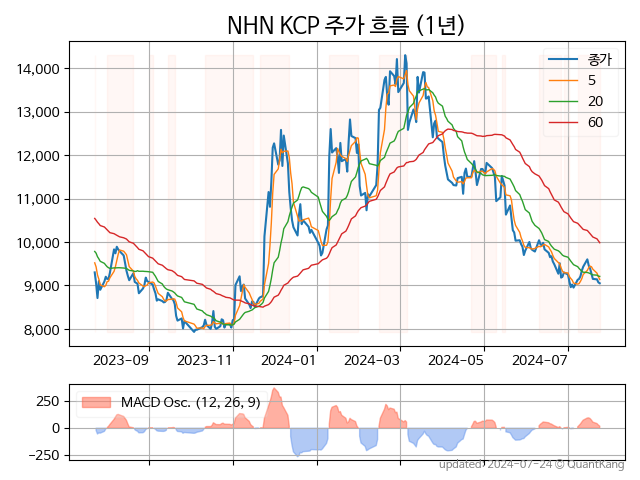 NHN KCP 주가 흐름 (1년)
14,000
13,000
12,000
11,000
10,000
9,000
8,000
종가
5
20
60
2023-09 2023-11 2024-01 2024-03 2024-05 2024-07
250
0
−250
MACD Osc. (12, 26, 9)
updated: 2024-07-24 © QuantKang